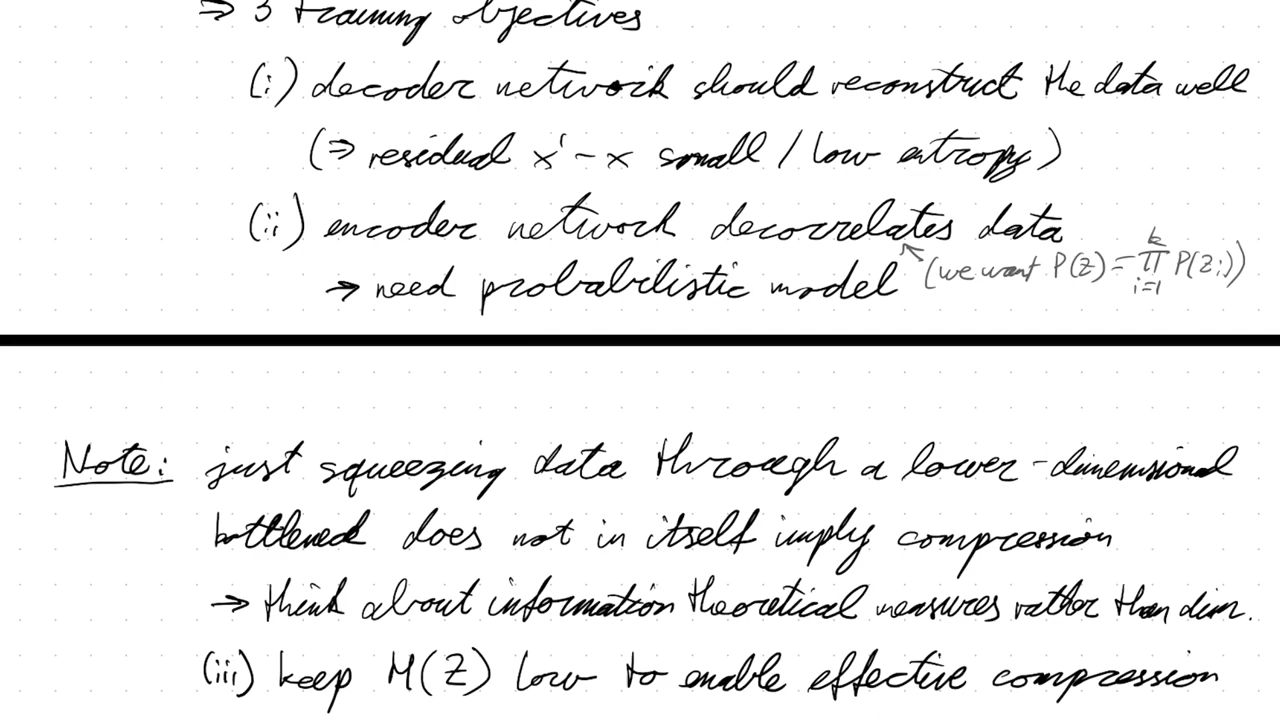 ⇒ 3 training objectives
(i) decoder network should reconstruct the data well
(⇒ residual x' - x small / low entropy)
(ii) encoder network decorrelates data
(we want P(Z) = ∏_{i=1}^{k} P(Z_i))
→ need probabilistic model
Note: just squeezing data through a lower-dimensional
bottleneck does not in itself imply compression
→ think about information theoretical measures rather than dim.
(iii) keep H(Z) low to enable effective compression